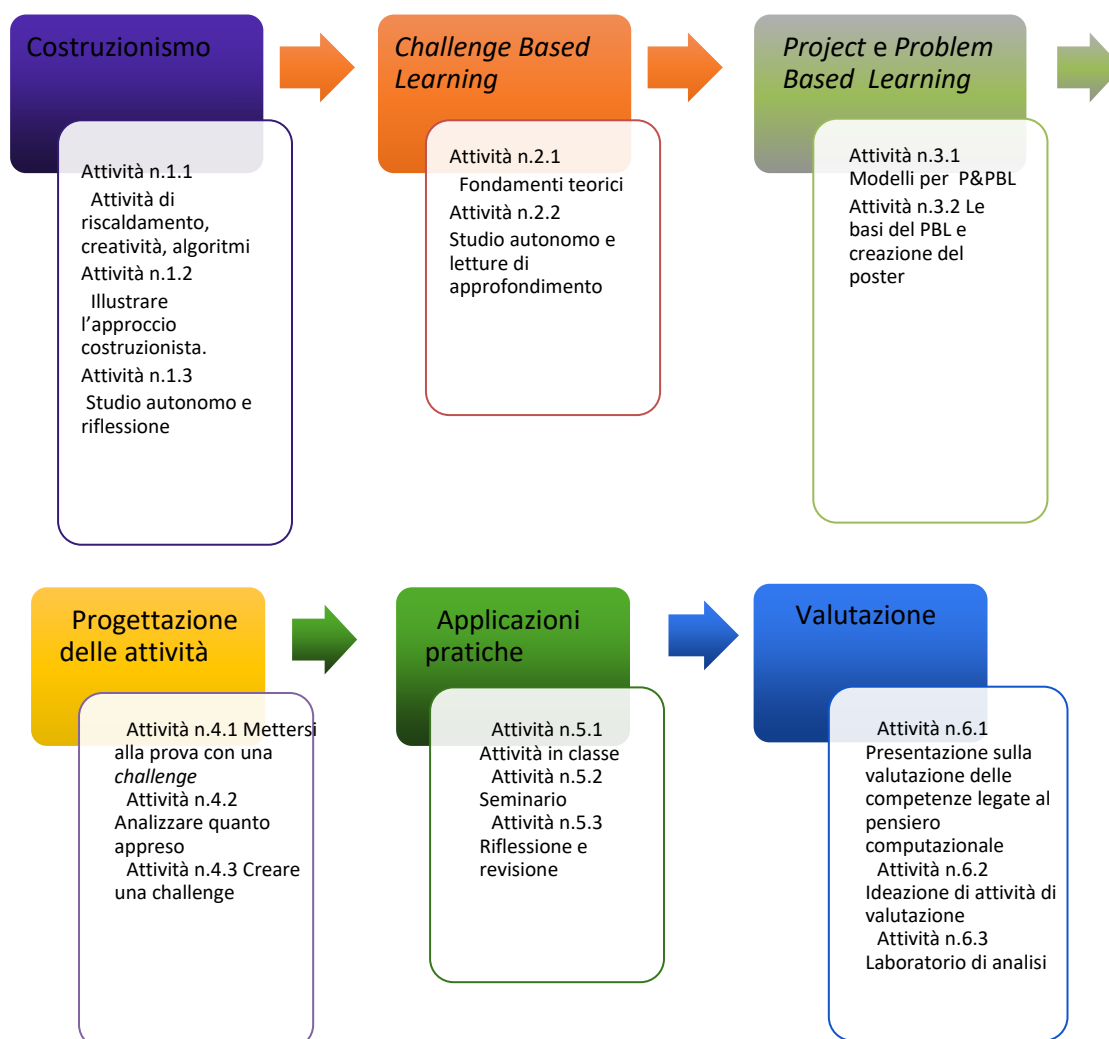 Costruzionismo
Attività n.1.1
Attività di
riscaldamento,
creatività, algoritmi
Attività n.1.2
Illustrare
l'approccio
costruzionista.
Attività n.1.3
Studio autonomo e
riflessione
Challenge Based
Learning
Attività n.2.1
Fondamenti teorici
Attività n.2.2
Studio autonomo e
letture di
approfondimento
Project e Problem
Based Learning
Attività n.3.1
Modelli per P&PBL
Attività n.3.2 Le
basi del PBL e
creazione del
poster
Progettazione
delle attività
Attività n.4.1 Mettersi
alla prova con una
challenge
Attività n.4.2
Analizzare quanto
appreso
Attività n.4.3 Creare
una challenge
Applicazioni
pratiche
Attività n.5.1
Attività in classe
Attività n.5.2
Seminario
Attività n.5.3
Riflessione e
revisione
Valutazione
Attività n.6.1
Presentazione sulla
valutazione delle
competenze legate al
pensiero
computazionale
Attività n.6.2
Ideazione di attività di
valutazione
Attività n.6.3
Laboratorio di analisi